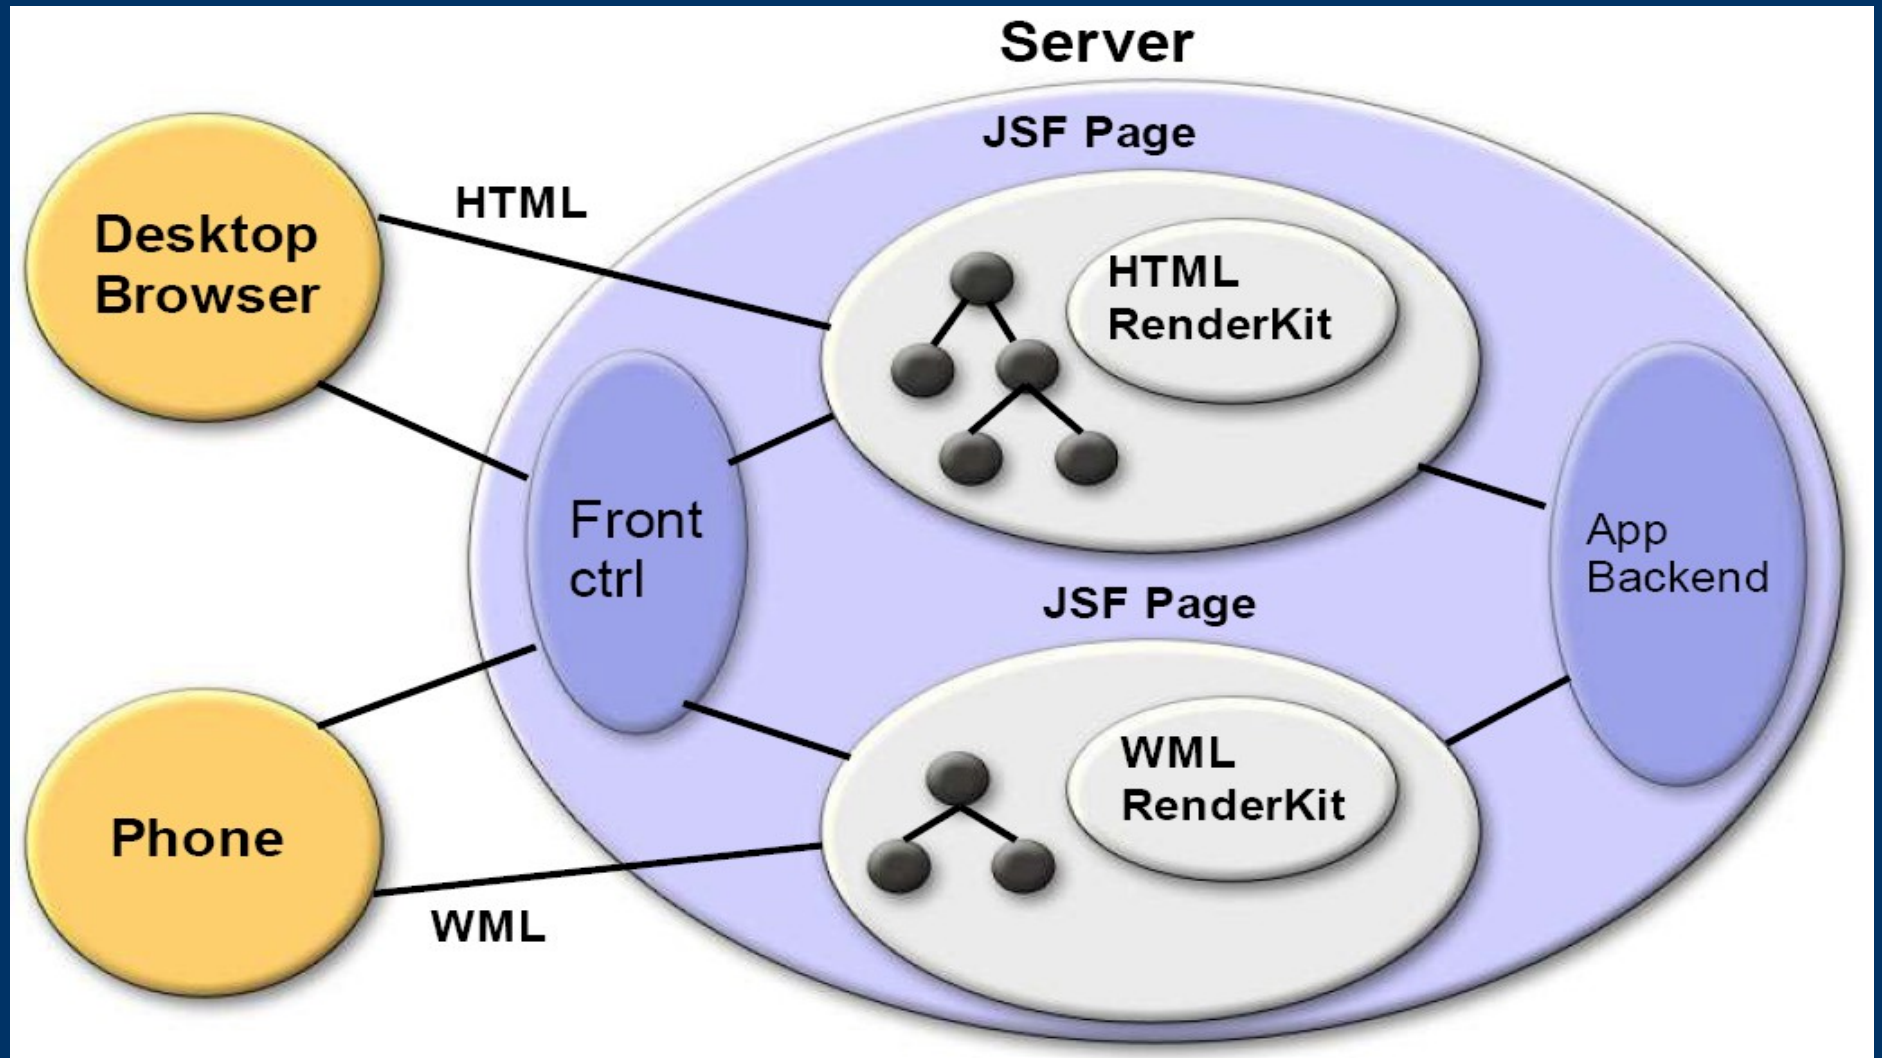 Server
JSF Page
HTML
Desktop
Browser
HTML
RenderKit
Front
ctrl
App
Backend
JSF Page
WML
RenderKit
Phone
WML